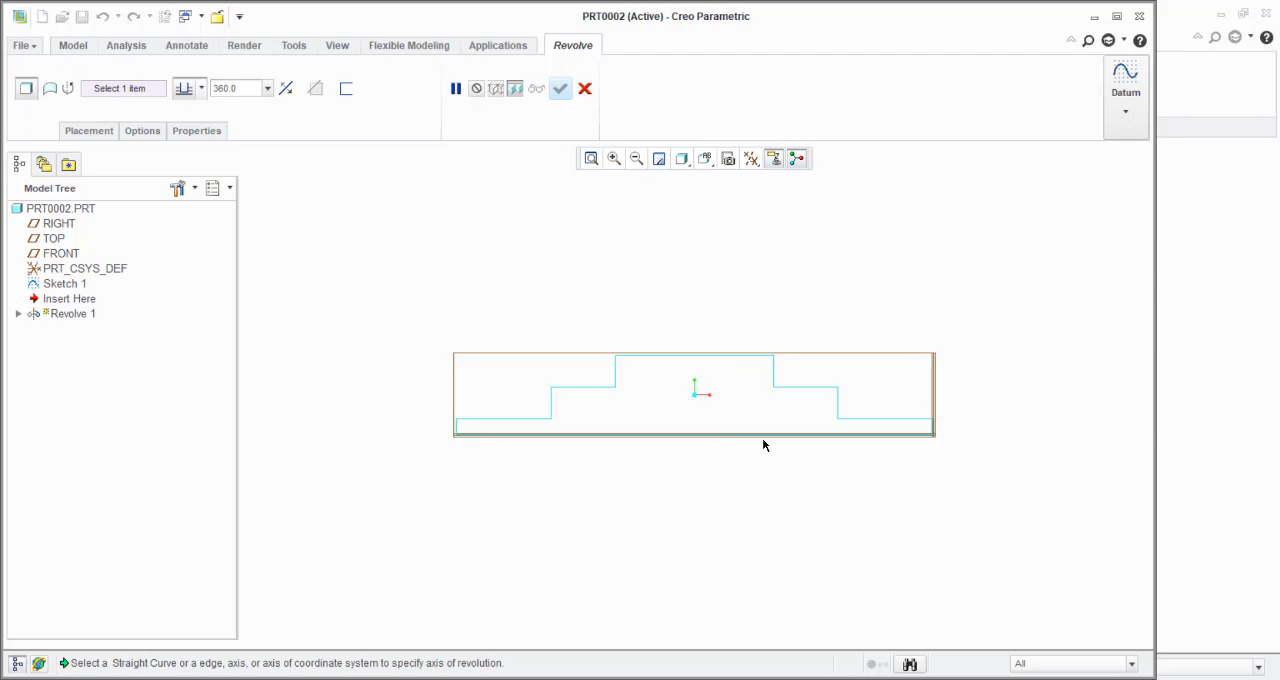 PRT0002 (Active) - Creo Parametric
File Model Analysis Annotate Render Tools View Flexible Modeling Applications Revolve
Select 1 item 360.0
Datum
Placement Options Properties
Model Tree
PRT0002.PRT
RIGHT
TOP
FRONT
PRT_CSYS_DEF
Sketch 1
Insert Here
Revolve 1
Select a Straight Curve or a edge, axis, or axis of coordinate system to specify axis of revolution.
All